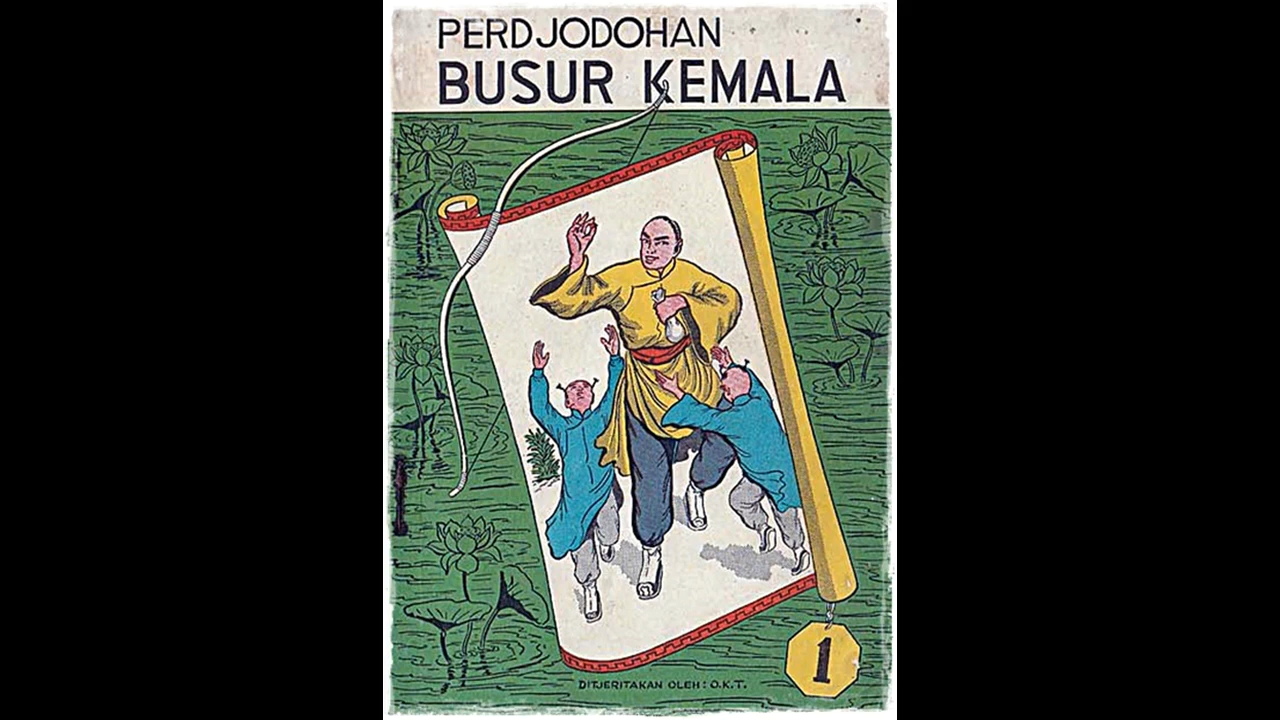 PERDJODOHAN
BUSUR KEMALA
1
DITJERITAKAN OLEH: O.K.T.
S